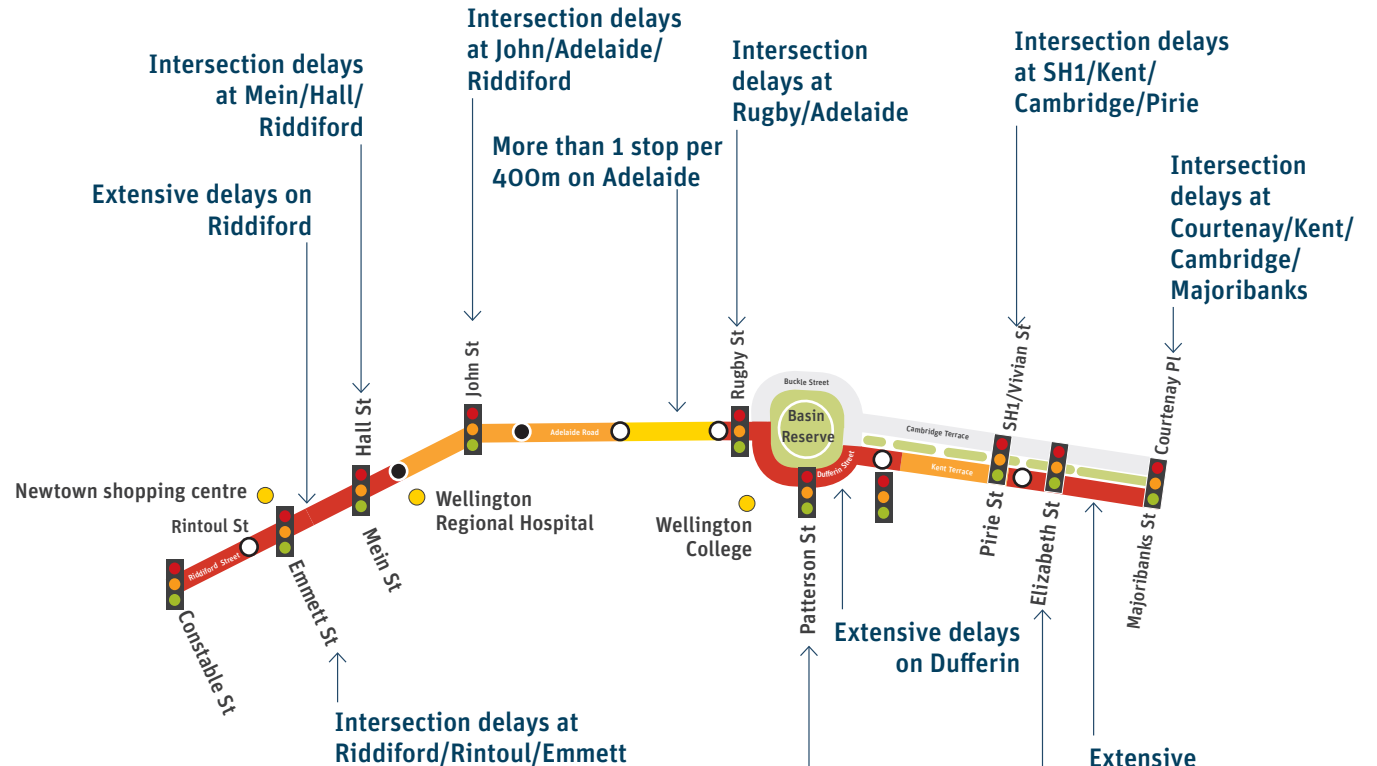 Intersection delays
at John/Adelaide/
Riddiford
Intersection delays
at SH1/Kent/
Cambridge/Pirie
Intersection
delays at
Rugby/Adelaide
Intersection delays
at Mein/Hall/
Riddiford
More than 1 stop per
400m on Adelaide
Intersection
delays at
Courtenay/Kent/
Cambridge/
Majoribanks
Extensive delays on
Riddiford
John St
Rugby St
SH1/Vivian St
Courtenay Pl
Hall St
Buckle Street
Basin
Reserve
Adelaide Road
Cambridge Terrace
Kent Terrace
Dufferin Street
Newtown shopping centre
Wellington
Regional Hospital
Rintoul St
Wellington
College
Riddiford Street
Mein St
Emmett St
Constable St
Patterson St
Pirie St
Elizabeth St
Majoribanks St
Extensive delays
on Dufferin
Intersection delays at
Riddiford/Rintoul/Emmett
Extensive